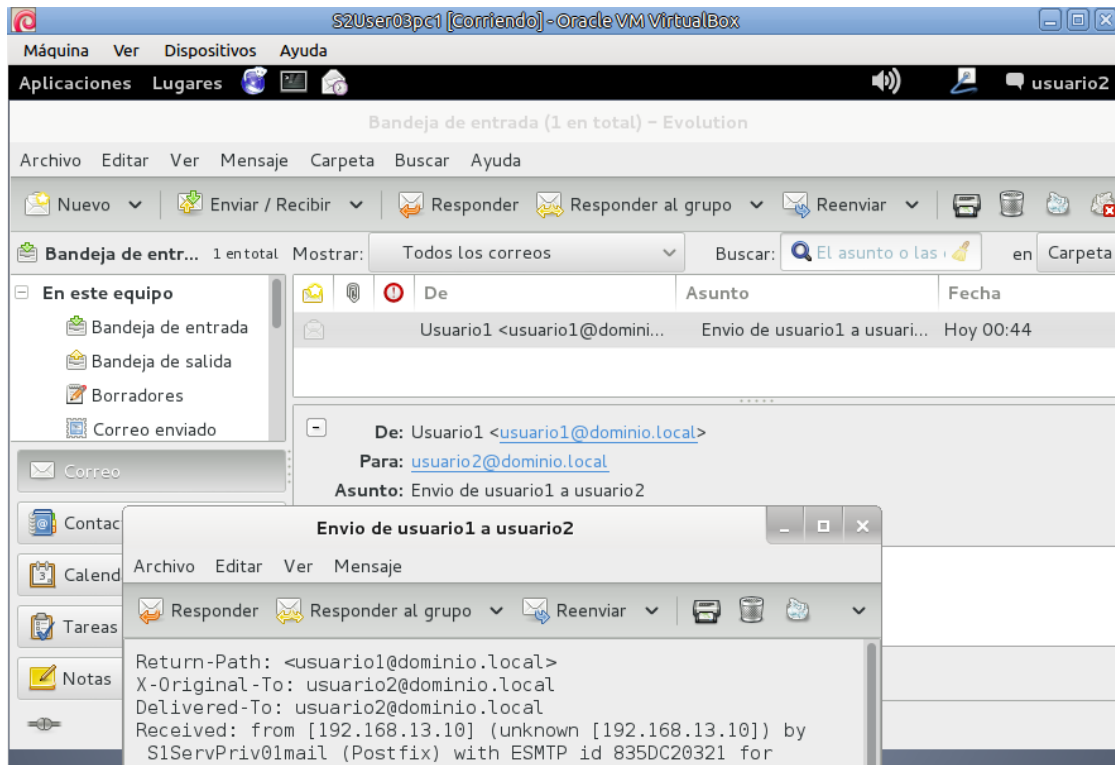 S2User03pc1 [Corriendo] - Oracle VM VirtualBox
Máquina Ver Dispositivos Ayuda
Aplicaciones Lugares usuario2
Bandeja de entrada (1 en total) – Evolution
Archivo Editar Ver Mensaje Carpeta Buscar Ayuda
Nuevo Enviar / Recibir Responder Responder al grupo Reenviar
Bandeja de entr... 1 en total Mostrar: Todos los correos Buscar: El asunto o las en Carpeta
En este equipo De Asunto Fecha
Bandeja de entrada Usuario1 <usuario1@domini... Envio de usuario1 a usuari... Hoy 00:44
Bandeja de salida
Borradores
Correo enviado De: Usuario1 <usuario1@dominio.local>
Correo Para: usuario2@dominio.local
Asunto: Envio de usuario1 a usuario2
Contac Envio de usuario1 a usuario2
Calend Archivo Editar Ver Mensaje
Tareas Responder Responder al grupo Reenviar
Notas Return-Path: <usuario1@dominio.local>
X-Original-To: usuario2@dominio.local
Delivered-To: usuario2@dominio.local
Received: from [192.168.13.10] (unknown [192.168.13.10]) by
S1ServPriv01mail (Postfix) with ESMTP id 835DC20321 for